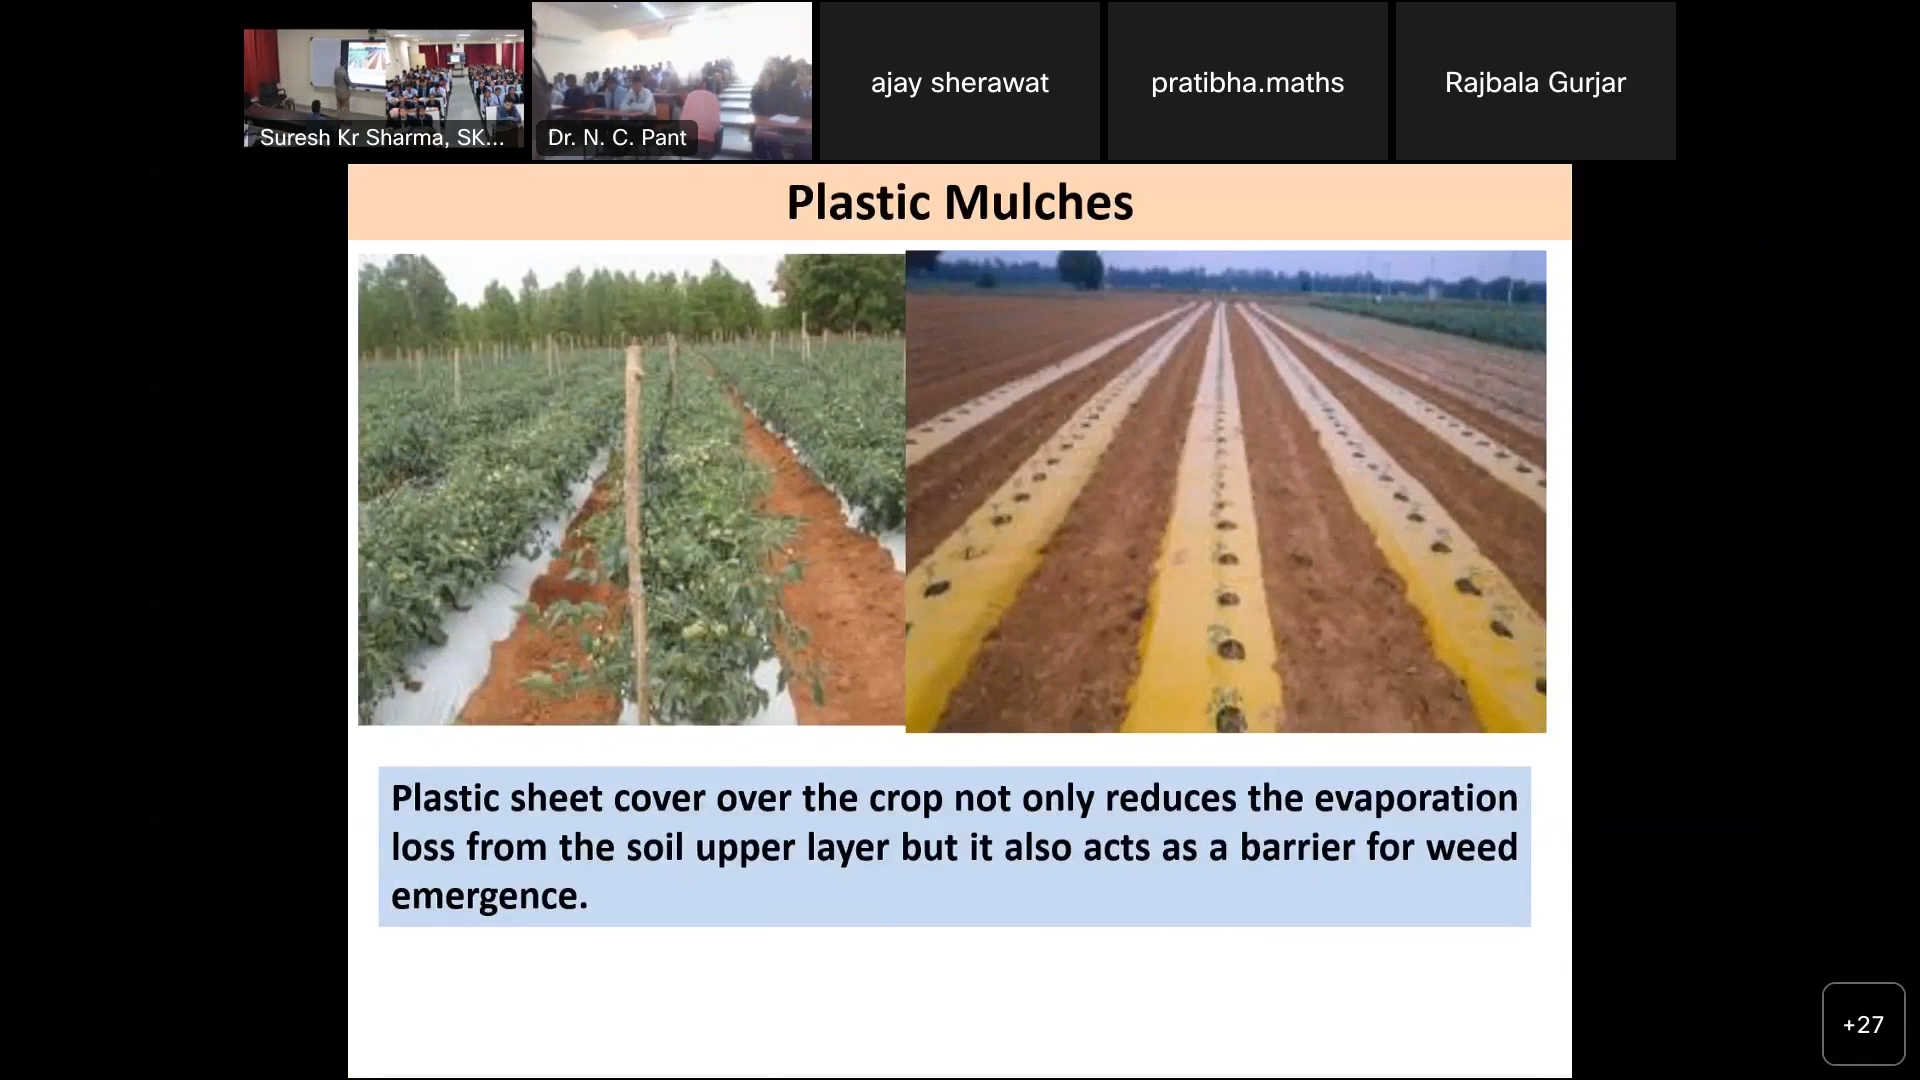 Suresh Kr Sharma, SK...
Dr. N. C. Pant
ajay sherawat
pratibha.maths
Rajbala Gurjar
Plastic Mulches
Plastic sheet cover over the crop not only reduces the evaporation
loss from the soil upper layer but it also acts as a barrier for weed
emergence.
+27